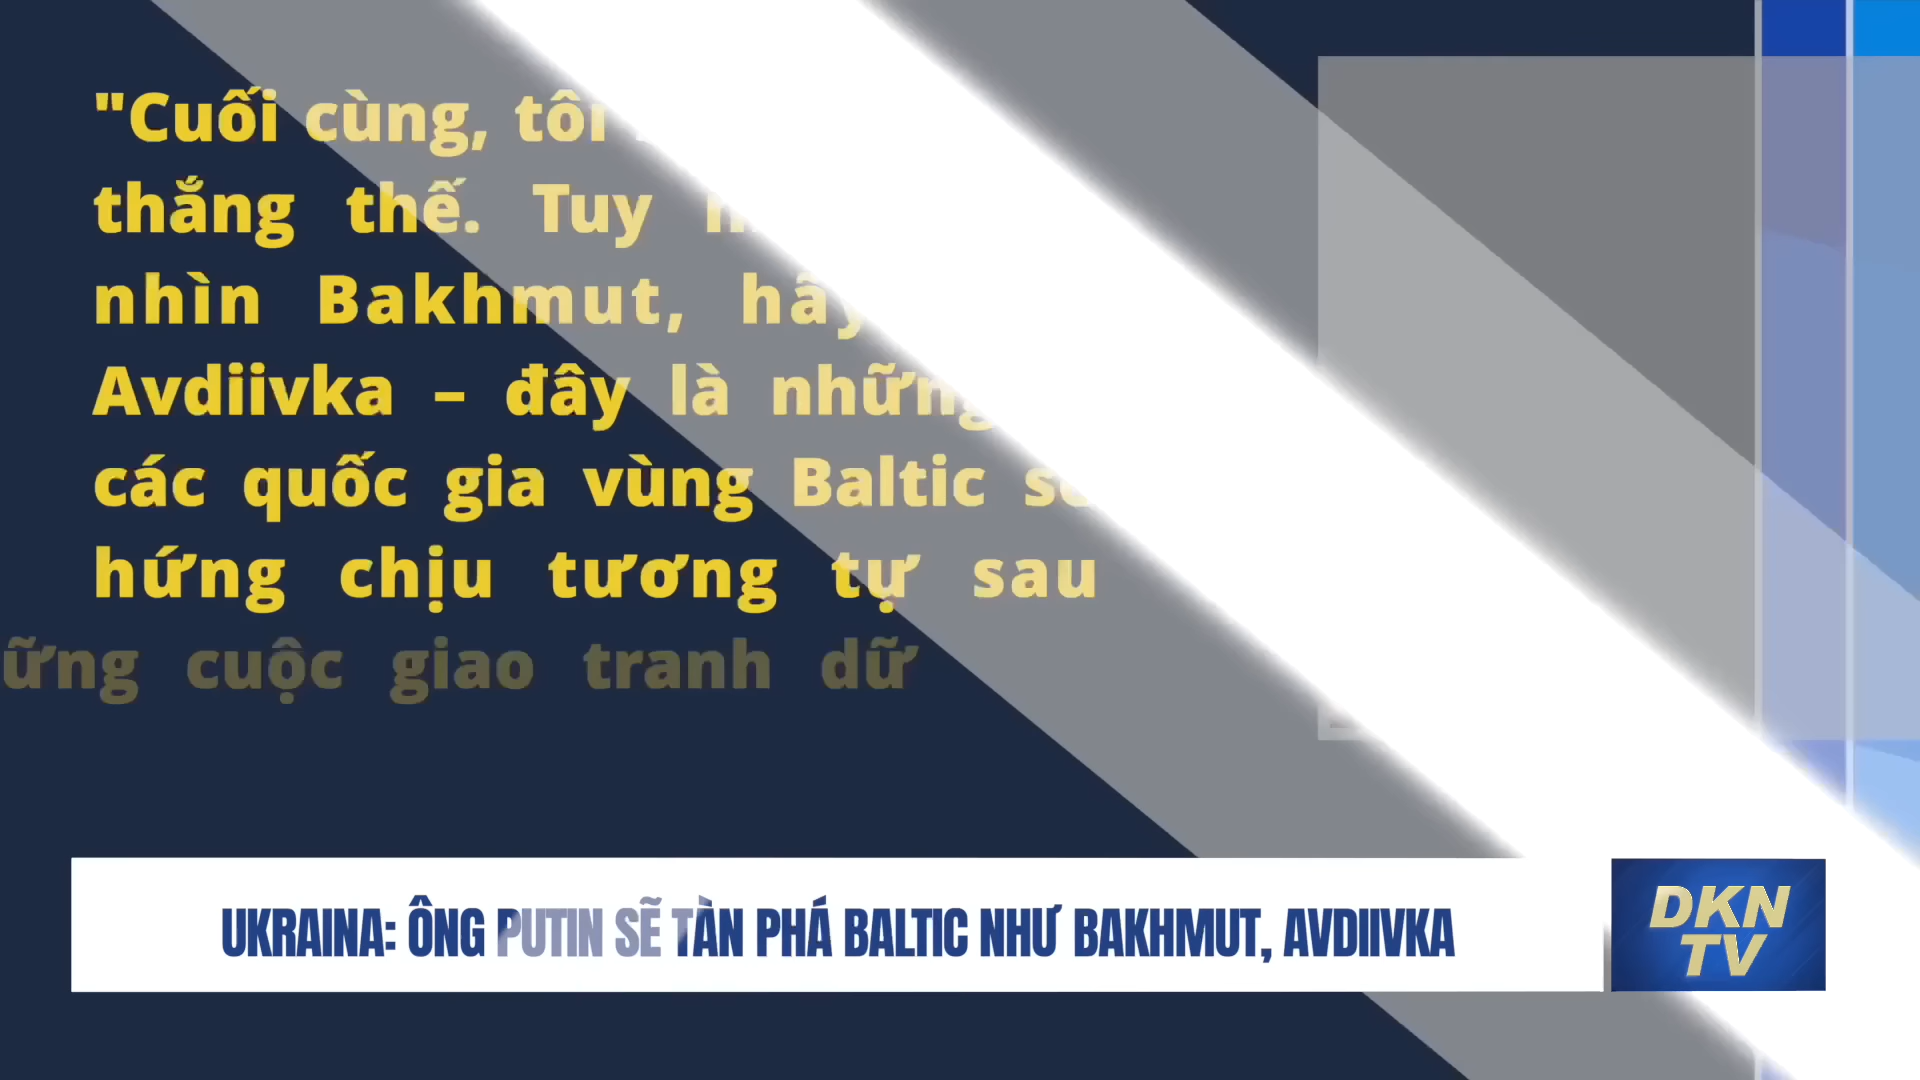 "Cuối cùng, tôi
thắng thế. Tuy
nhìn Bakhmut, hãy
Avdiivka – đây là những
các quốc gia vùng Baltic
hứng chịu tương tự sau
cuộc giao tranh dữ
UKRAINA: ÔNG PUTIN SẼ TÀN PHÁ BALTIC NHƯ BAKHMUT, AVDIIVKA
DKN
TV